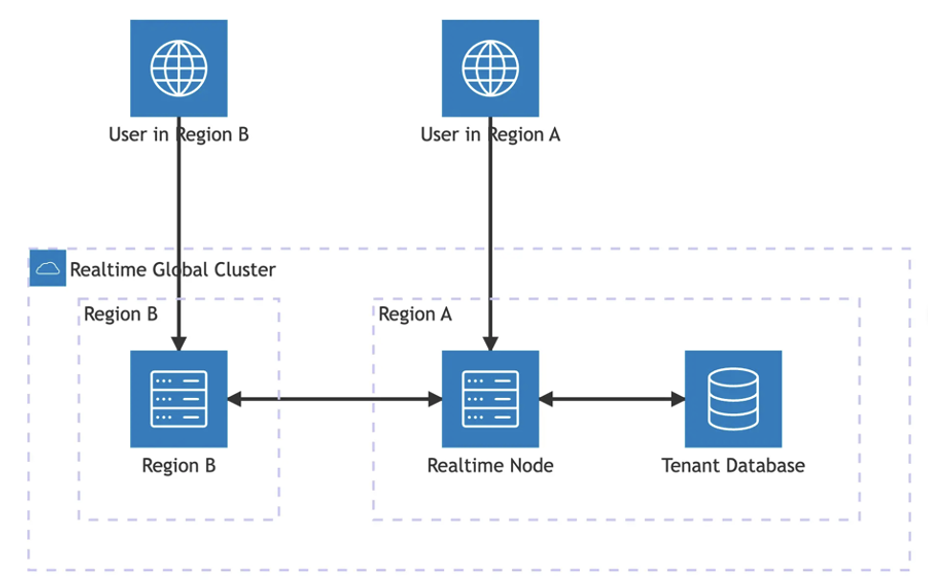 User in Region B
User in Region A
Realtime Global Cluster
Region B
Region A
Region B
Realtime Node
Tenant Database